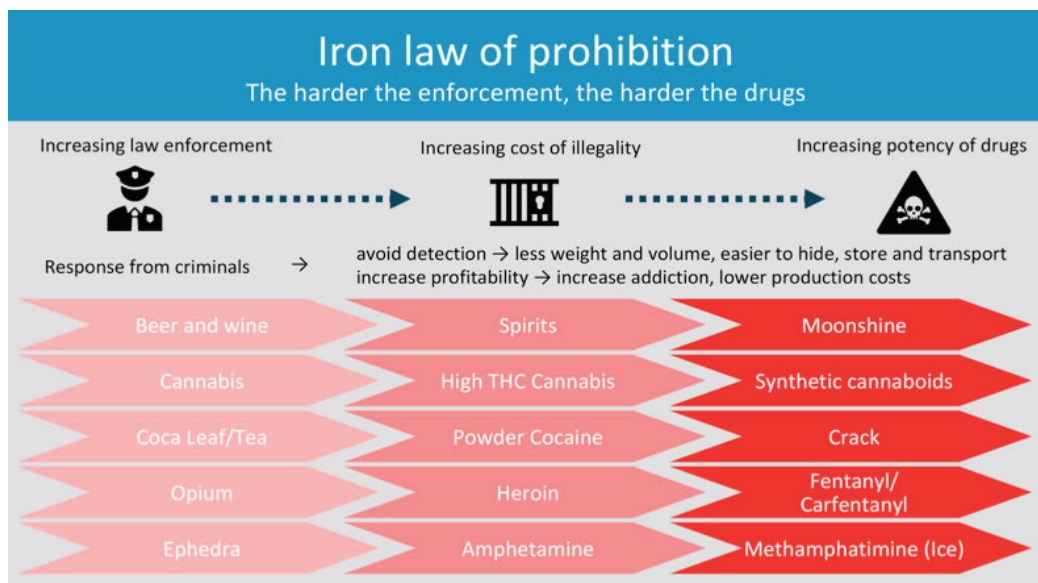 Iron law of prohibition
The harder the enforcement, the harder the drugs
Increasing law enforcement
Increasing cost of illegality
Increasing potency of drugs
Response from criminals →
avoid detection → less weight and volume, easier to hide, store and transport
increase profitability → increase addiction, lower production costs
Beer and wine
Spirits
Moonshine
Cannabis
High THC Cannabis
Synthetic cannaboids
Coca Leaf/Tea
Powder Cocaine
Crack
Opium
Heroin
Fentanyl/
Carfentanyl
Ephedra
Amphetamine
Methamphatimine (Ice)